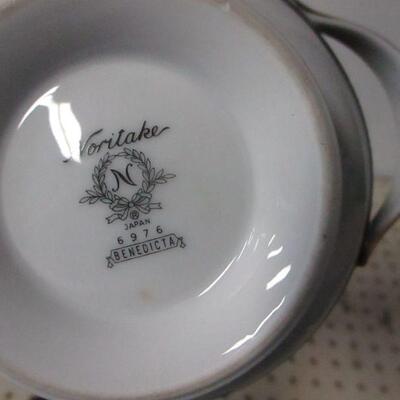 Noritake
N
®
JAPAN
6976
BENEDICTA